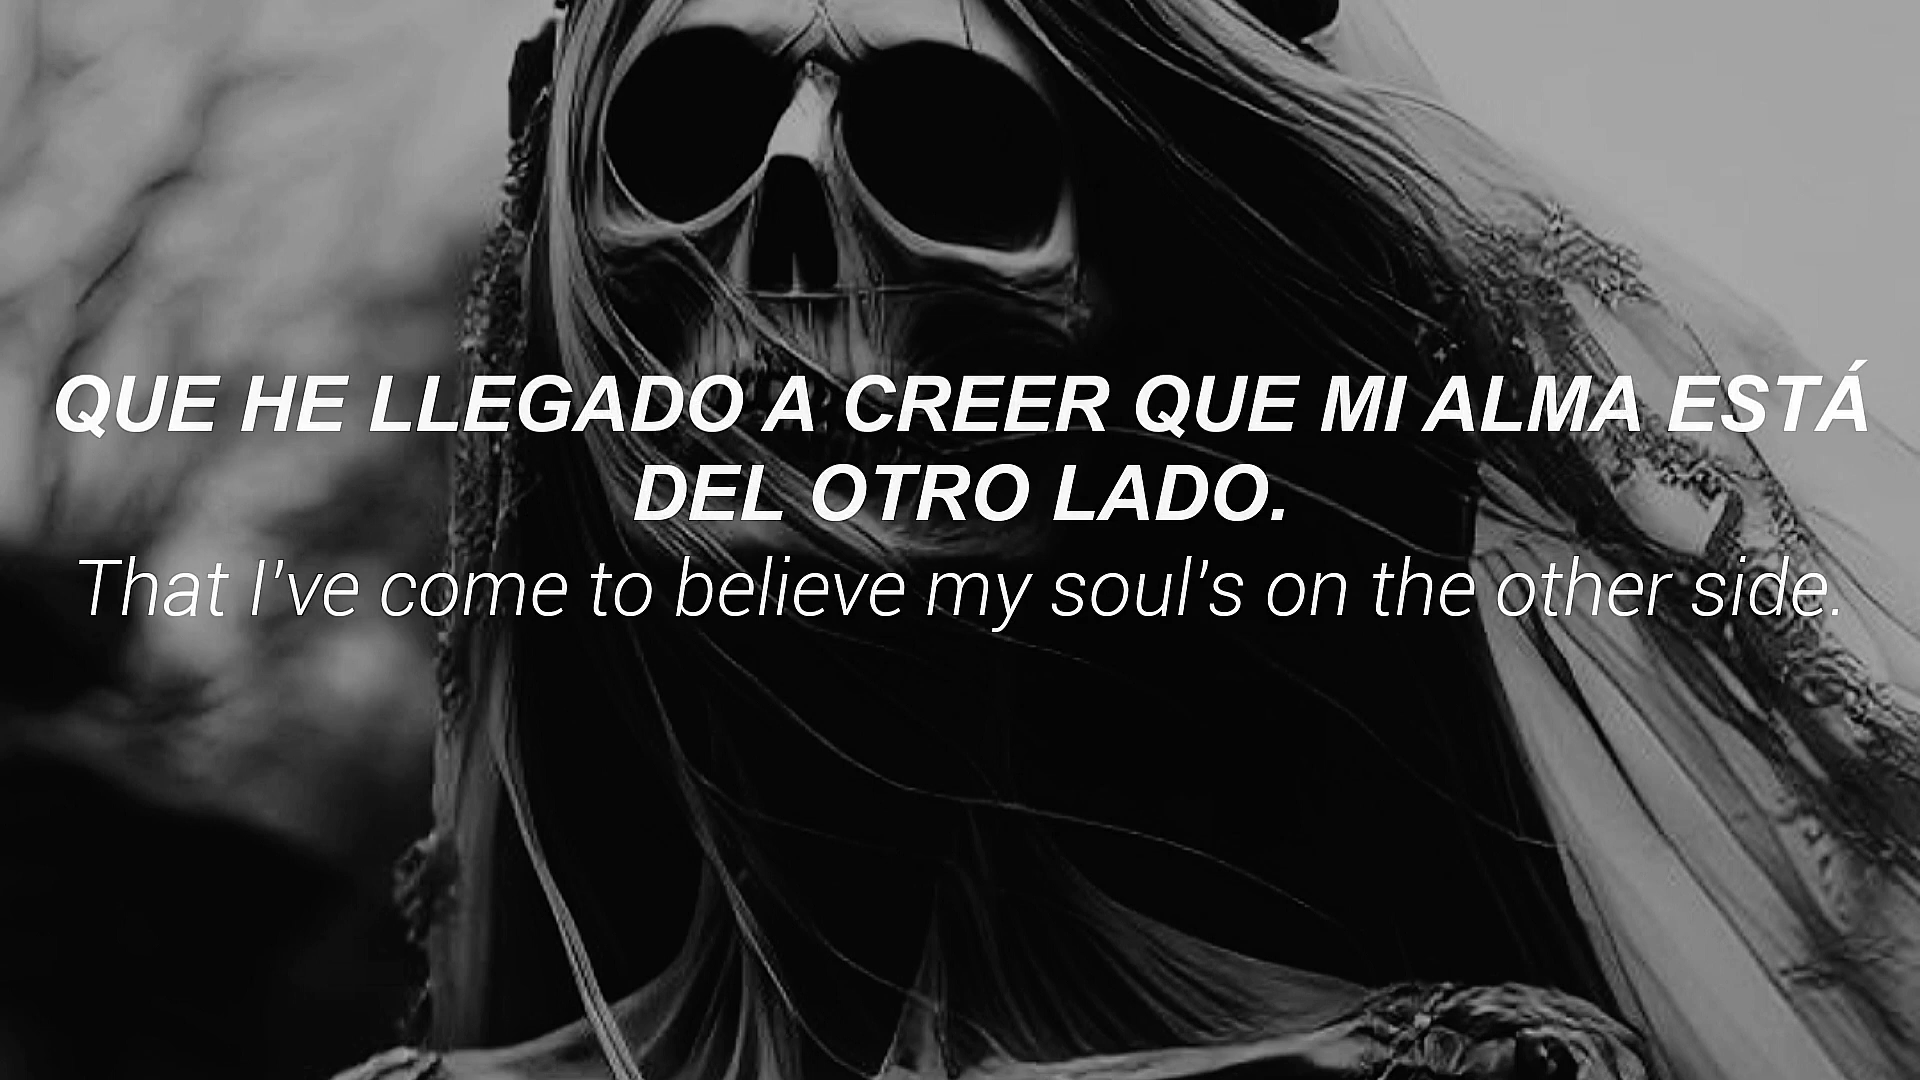 QUE HE LLEGADO A CREER QUE MI ALMA ESTÁ
DEL OTRO LADO.
That I've come to believe my soul's on the other side.